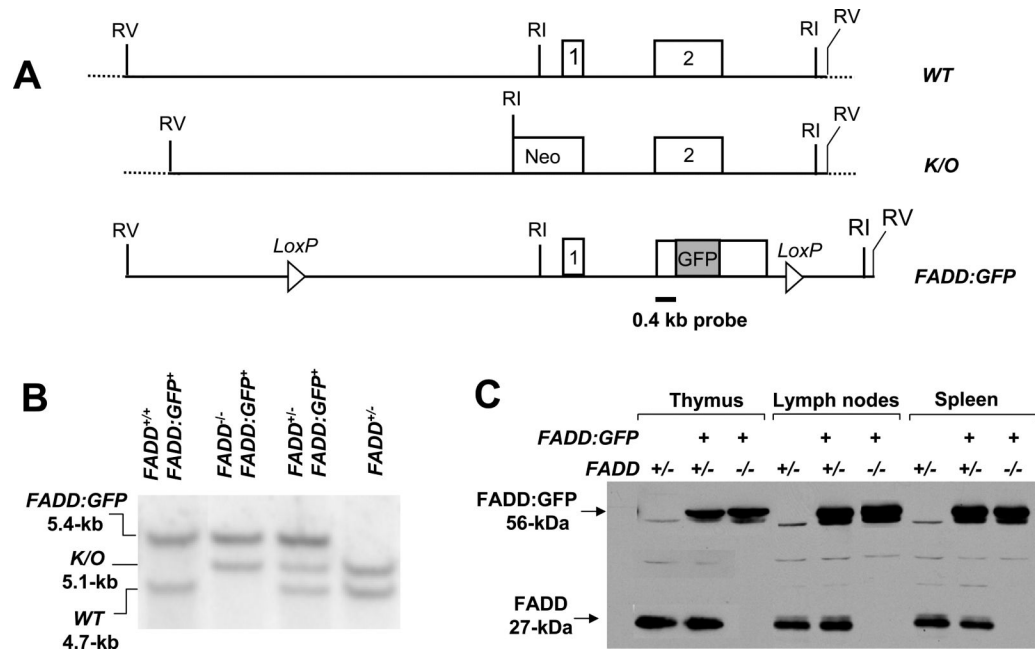 A
RV RI 1 2 RI RV WT
RV RI Neo 2 RI RV K/O
RV LoxP RI 1 GFP LoxP RI RV FADD:GFP
0.4 kb probe
B
FADD+/+ FADD:GFP+
FADD-/- FADD:GFP+
FADD+/- FADD:GFP+
FADD+/-
FADD:GFP
5.4-kb
K/O
5.1-kb
WT
4.7-kb
C
Thymus Lymph nodes Spleen
FADD:GFP + + + + + +
FADD +/- +/- -/- +/- +/- -/- +/- +/- -/-
FADD:GFP
56-kDa
FADD
27-kDa